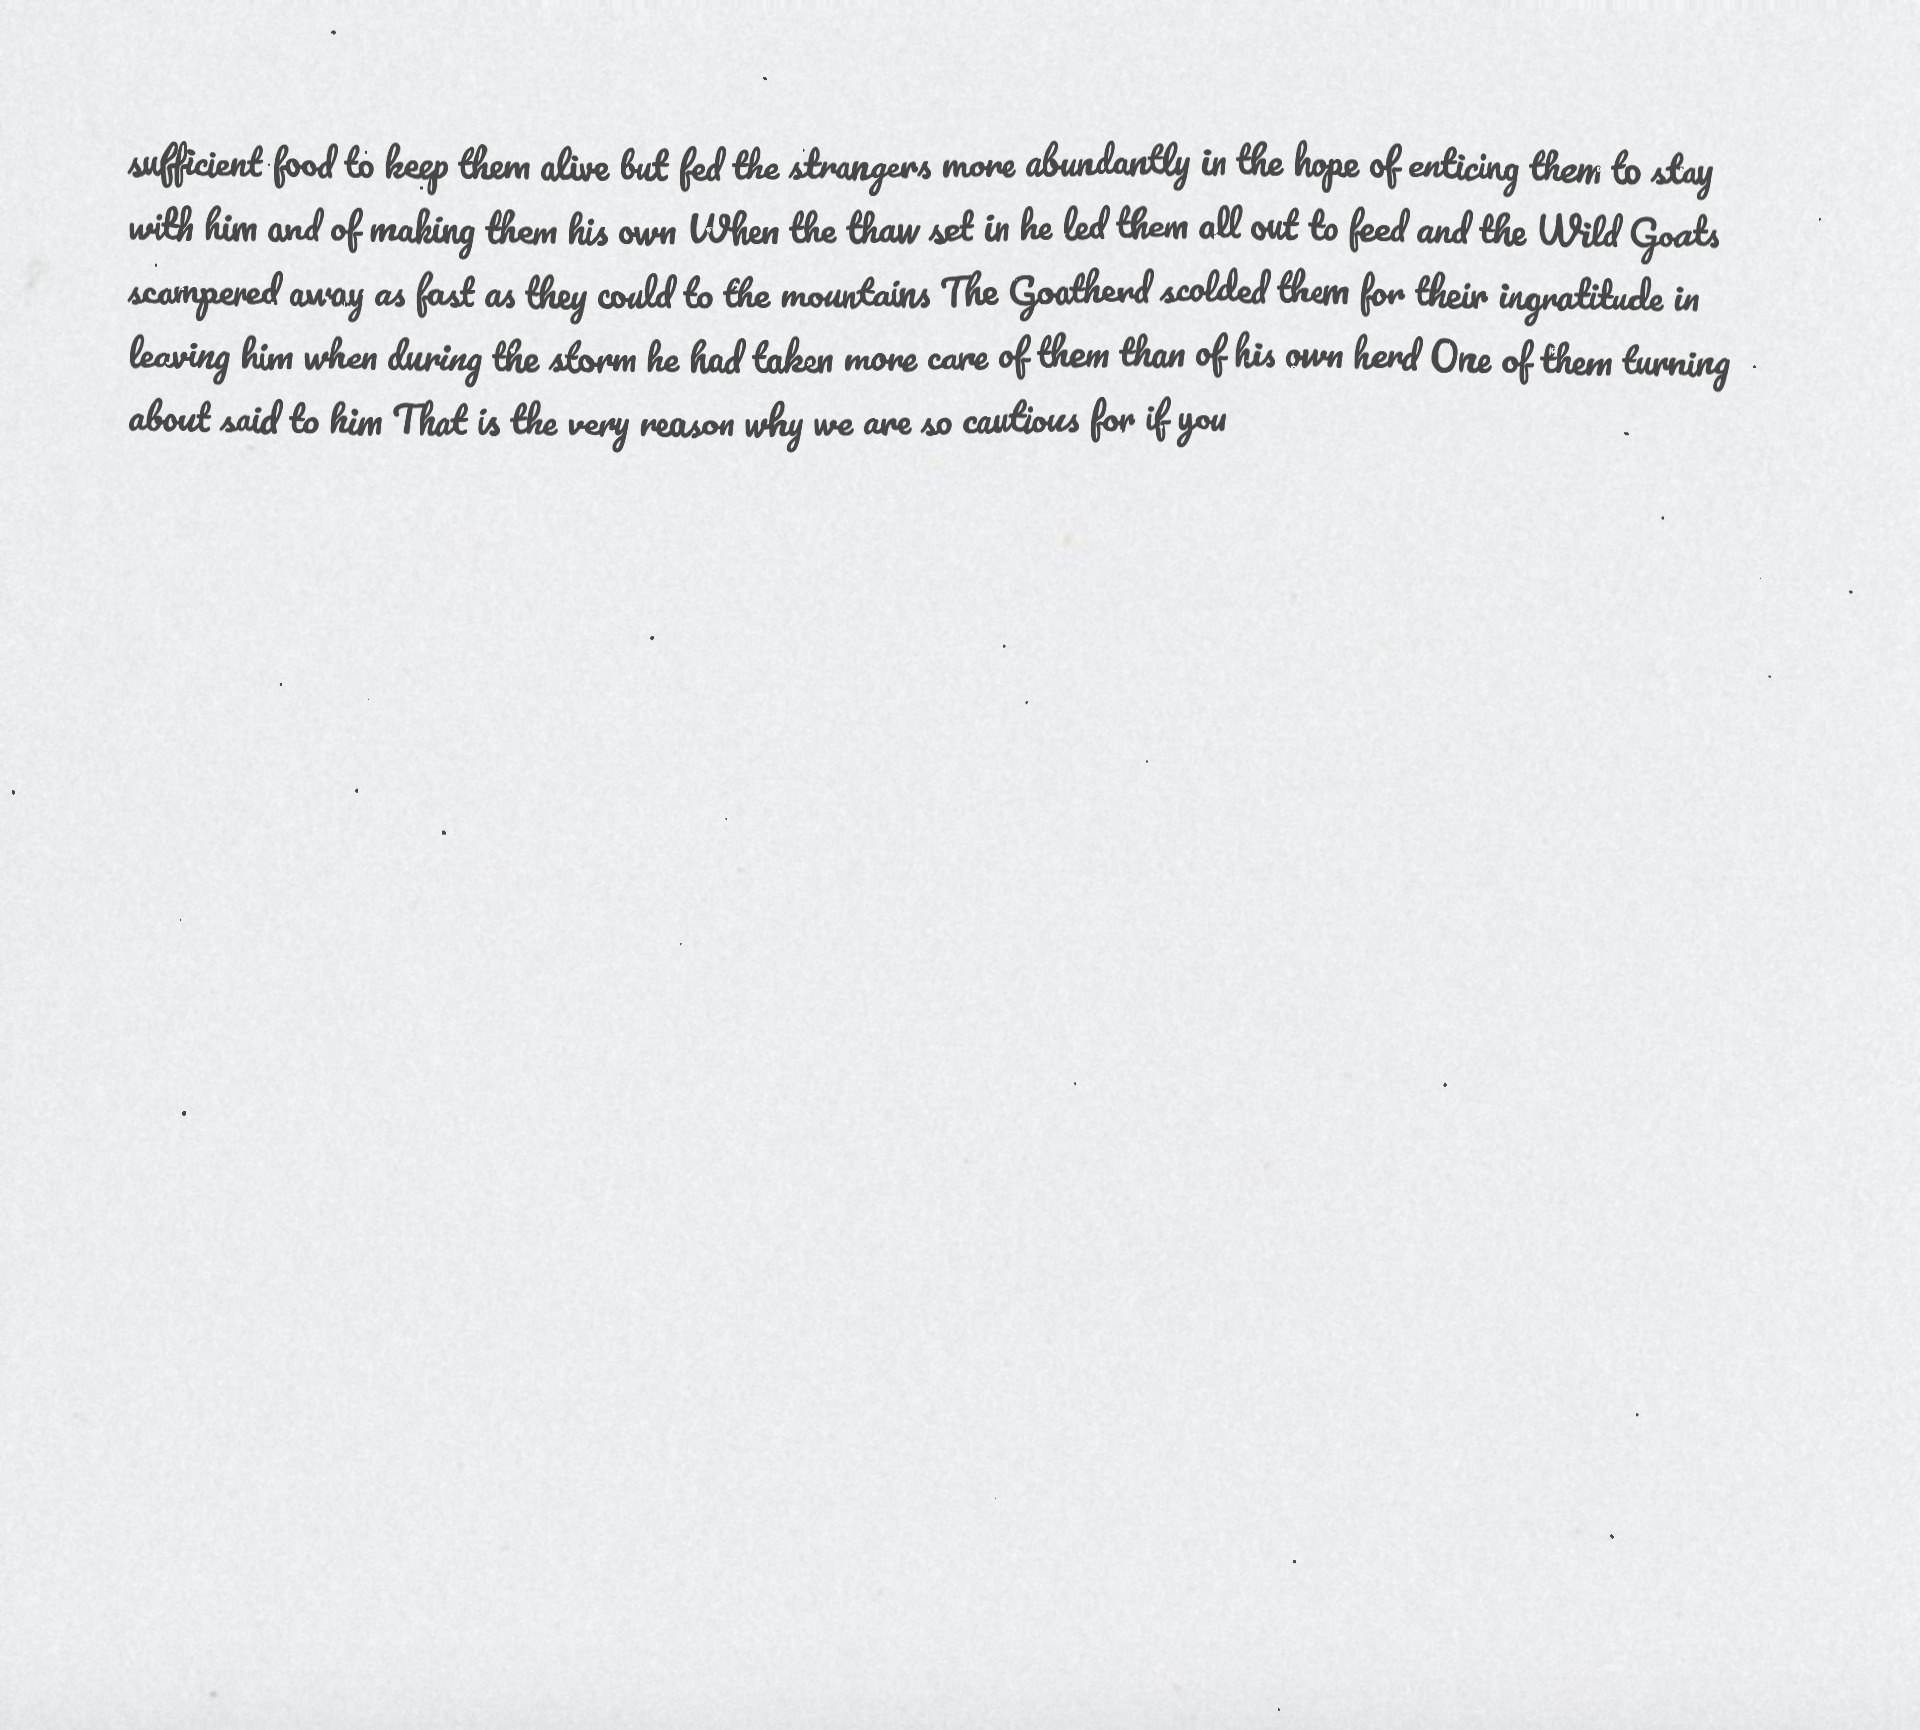 sufficient food to keep them alive but fed the strangers more abundantly in the hope of enticing them to stay
with him and of making them his own When the thaw set in he led them all out to feed and the Wild Goats
scampered away as fast as they could to the mountains The Goatherd scolded them for their ingratitude in
leaving him when during the storm he had taken more care of them than of his own herd One of them turning
about said to him That is the very reason why we are so cautious for if you